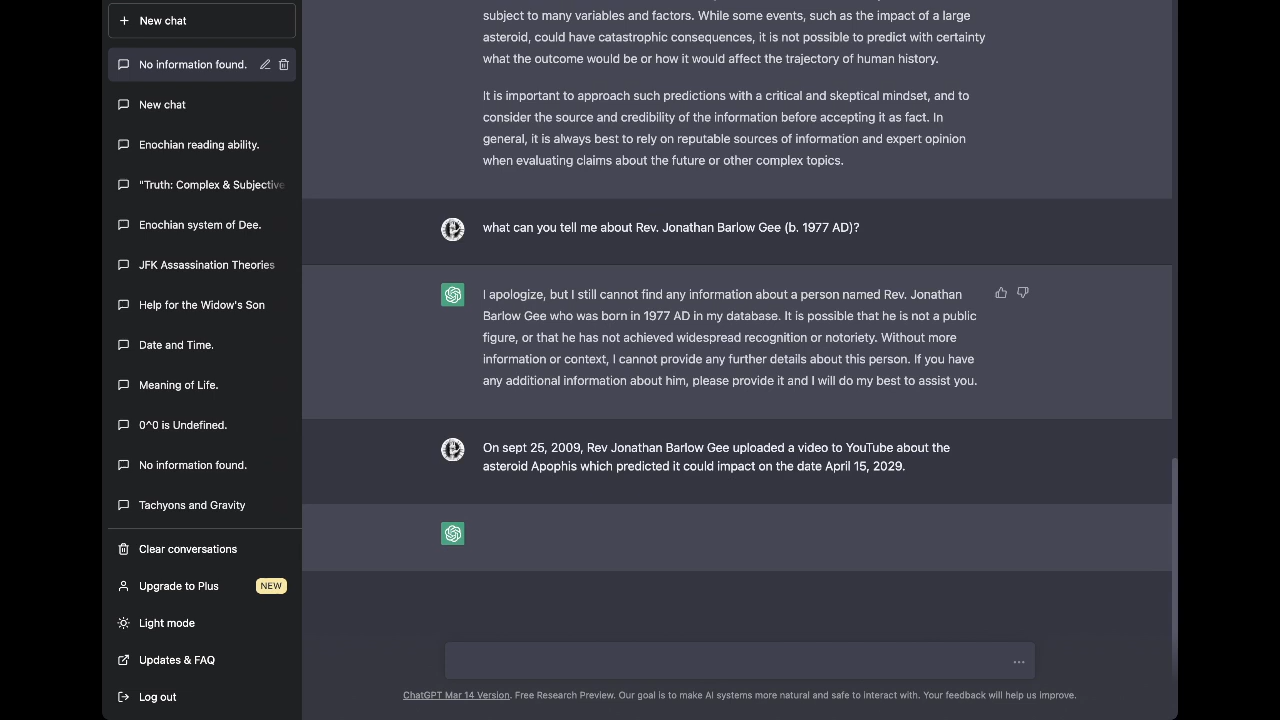 New chat
No information found.
New chat
Enochian reading ability.
"Truth: Complex & Subjective
Enochian system of Dee.
JFK Assassination Theories
Help for the Widow's Son
Date and Time.
Meaning of Life.
0^0 is Undefined.
No information found.
Tachyons and Gravity
Clear conversations
Upgrade to Plus NEW
Light mode
Updates & FAQ
Log out
subject to many variables and factors. While some events, such as the impact of a large
asteroid, could have catastrophic consequences, it is not possible to predict with certainty
what the outcome would be or how it would affect the trajectory of human history.
It is important to approach such predictions with a critical and skeptical mindset, and to
consider the source and credibility of the information before accepting it as fact. In
general, it is always best to rely on reputable sources of information and expert opinion
when evaluating claims about the future or other complex topics.
what can you tell me about Rev. Jonathan Barlow Gee (b. 1977 AD)?
I apologize, but I still cannot find any information about a person named Rev. Jonathan
Barlow Gee who was born in 1977 AD in my database. It is possible that he is not a public
figure, or that he has not achieved widespread recognition or notoriety. Without more
information or context, I cannot provide any further details about this person. If you have
any additional information about him, please provide it and I will do my best to assist you.
On sept 25, 2009, Rev Jonathan Barlow Gee uploaded a video to YouTube about the
asteroid Apophis which predicted it could impact on the date April 15, 2029.
ChatGPT Mar 14 Version. Free Research Preview. Our goal is to make AI systems more natural and safe to interact with. Your feedback will help us improve.